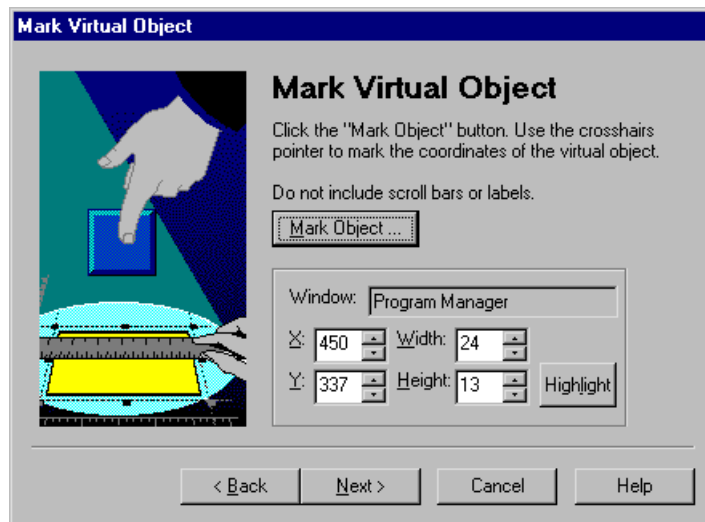 Mark Virtual Object
Mark Virtual Object
Click the "Mark Object" button. Use the crosshairs
pointer to mark the coordinates of the virtual object.
Do not include scroll bars or labels.
Mark Object ...
Window: Program Manager
X: 450 Width: 24
Y: 337 Height: 13 Highlight
< Back Next > Cancel Help